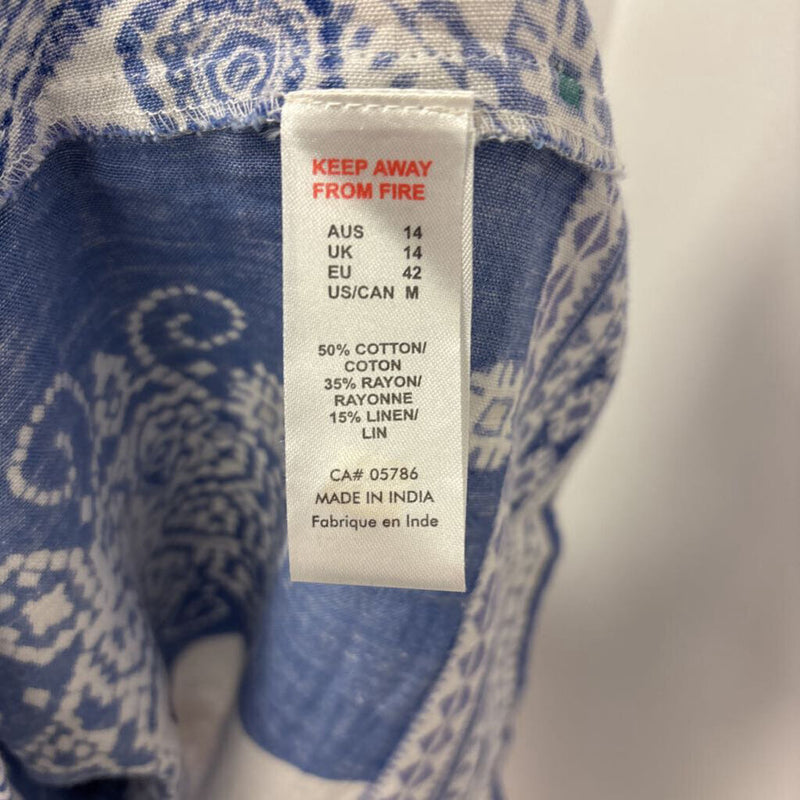 KEEP AWAY
FROM FIRE
AUS 14
UK 14
EU 42
US/CAN M
50% COTTON/
COTON
35% RAYON/
RAYONNE
15% LINEN/
LIN
CA# 05786
MADE IN INDIA
Fabrique en Inde